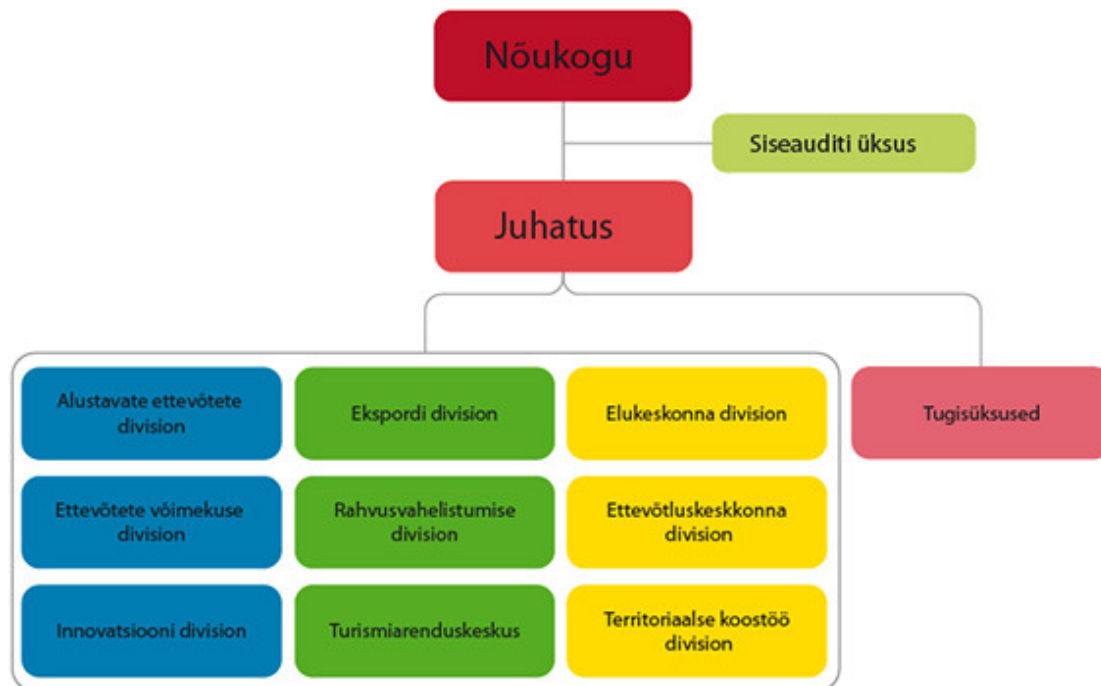 Nõukogu
Siseauditi üksus
Juhatus
Alustavate ettevõtete
division
Ekspordi division
Elukeskonna division
Tugisüksused
Ettevõtete võimekuse
division
Rahvusvahelistumise
division
Ettevõtluskeskkonna
division
Innovatsiooni division
Turismiarenduskeskus
Territoriaalse koostöö
division